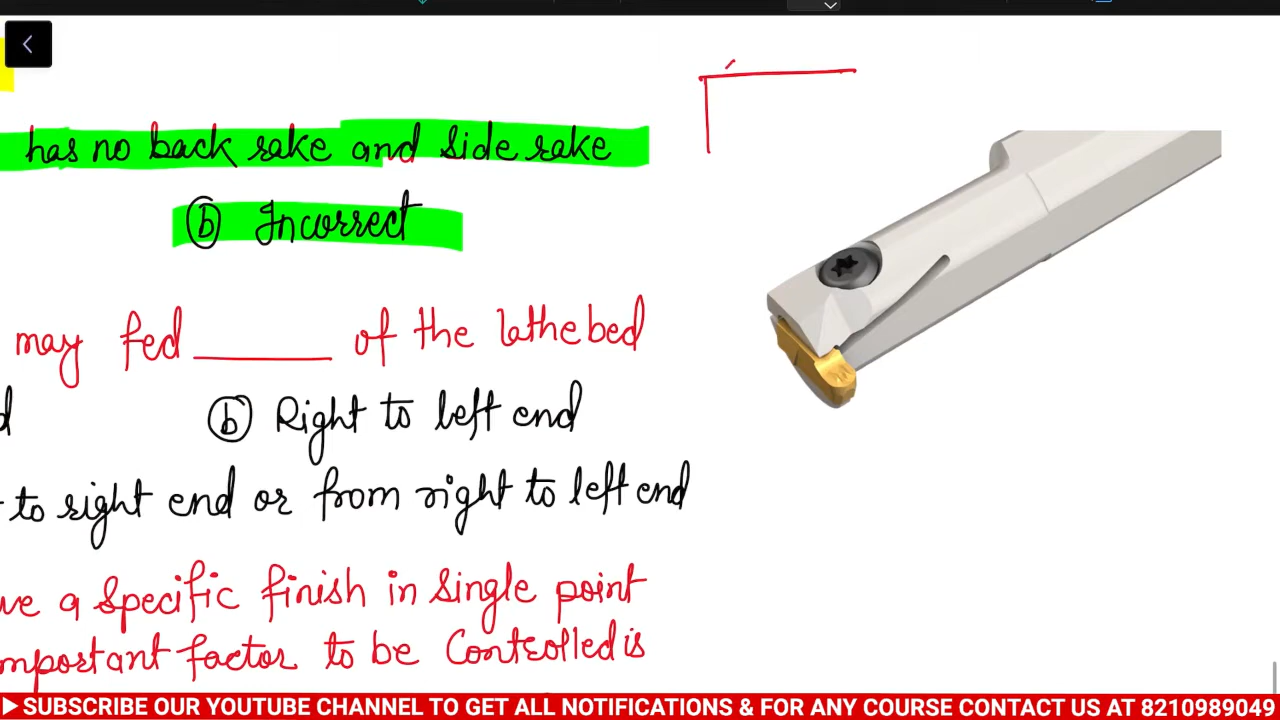 has no back rake and side rake
ⓑ Incorrect
may fed ______ of the lathe bed
ⓑ Right to left end
to right end or from right to left end
ve a specific finish in single point
mportant factor to be Controlled is
▶ SUBSCRIBE OUR YOUTUBE CHANNEL TO GET ALL NOTIFICATIONS & FOR ANY COURSE CONTACT US AT 8210989049